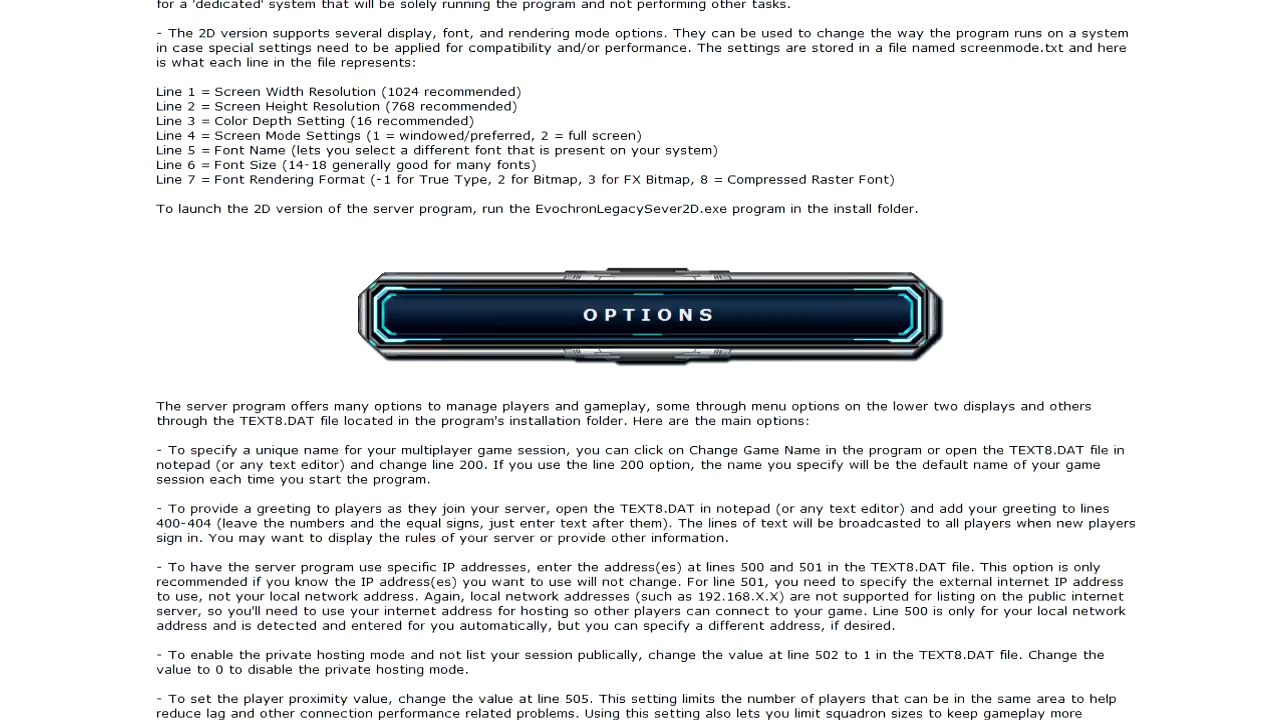 for a 'dedicated' system that will be solely running the program and not performing other tasks.
- The 2D version supports several display, font, and rendering mode options. They can be used to change the way the program runs on a system
in case special settings need to be applied for compatibility and/or performance. The settings are stored in a file named screenmode.txt and here
is what each line in the file represents:
Line 1 = Screen Width Resolution (1024 recommended)
Line 2 = Screen Height Resolution (768 recommended)
Line 3 = Color Depth Setting (16 recommended)
Line 4 = Screen Mode Settings (1 = windowed/preferred, 2 = full screen)
Line 5 = Font Name (lets you select a different font that is present on your system)
Line 6 = Font Size (14-18 generally good for many fonts)
Line 7 = Font Rendering Format (-1 for True Type, 2 for Bitmap, 3 for FX Bitmap, 8 = Compressed Raster Font)
To launch the 2D version of the server program, run the EvochronLegacySever2D.exe program in the install folder.
OPTIONS
The server program offers many options to manage players and gameplay, some through menu options on the lower two displays and others
through the TEXT8.DAT file located in the program's installation folder. Here are the main options:
- To specify a unique name for your multiplayer game session, you can click on Change Game Name in the program or open the TEXT8.DAT file in
notepad (or any text editor) and change line 200. If you use the line 200 option, the name you specify will be the default name of your game
session each time you start the program.
- To provide a greeting to players as they join your server, open the TEXT8.DAT in notepad (or any text editor) and add your greeting to lines
400-404 (leave the numbers and the equal signs, just enter text after them). The lines of text will be broadcasted to all players when new players
sign in. You may want to display the rules of your server or provide other information.
- To have the server program use specific IP addresses, enter the address(es) at lines 500 and 501 in the TEXT8.DAT file. This option is only
recommended if you know the IP address(es) you want to use will not change. For line 501, you need to specify the external internet IP address
to use, not your local network address. Again, local network addresses (such as 192.168.X.X) are not supported for listing on the public internet
server, so you'll need to use your internet address for hosting so other players can connect to your game. Line 500 is only for your local network
address and is detected and entered for you automatically, but you can specify a different address, if desired.
- To enable the private hosting mode and not list your session publically, change the value at line 502 to 1 in the TEXT8.DAT file. Change the
value to 0 to disable the private hosting mode.
- To set the player proximity value, change the value at line 505. This setting limits the number of players that can be in the same area to help
reduce lag and other connection performance related problems. Using this setting also lets you limit squadron sizes to keep gameplay more